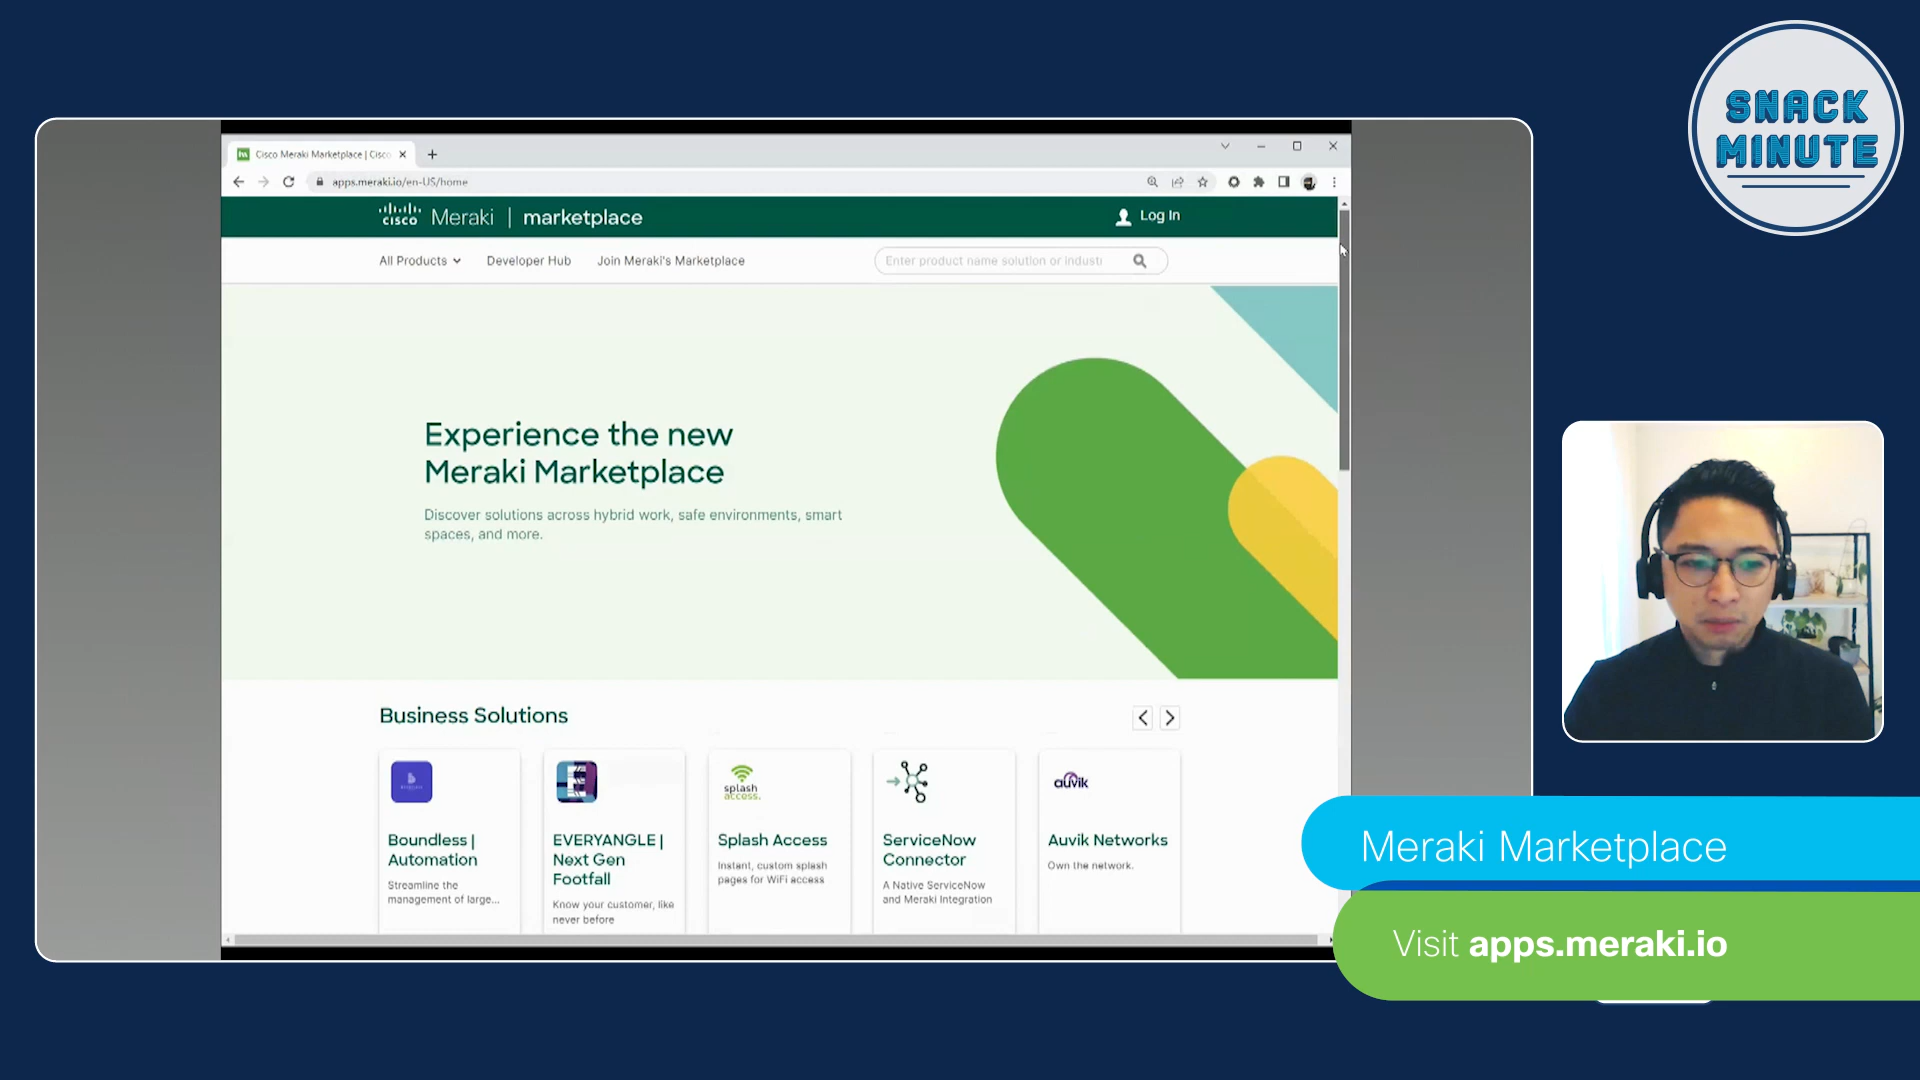 SNACK
MINUTE
Cisco Meraki Marketplace | Cisco
apps.meraki.io/en-US/home
CISCO Meraki | marketplace
Log In
All Products
Developer Hub
Join Meraki's Marketplace
Enter product name solution or industr
Experience the new
Meraki Marketplace
Discover solutions across hybrid work, safe environments, smart
spaces, and more.
Business Solutions
Boundless |
Automation
Streamline the
management of large...
EVERYANGLE |
Next Gen
Footfall
Know your customer, like
never before
splash
access.
Splash Access
Instant, custom splash
pages for WiFi access
ServiceNow
Connector
A Native ServiceNow
and Meraki Integration
auvik
Auvik Networks
Own the network.
Meraki Marketplace
Visit apps.meraki.io